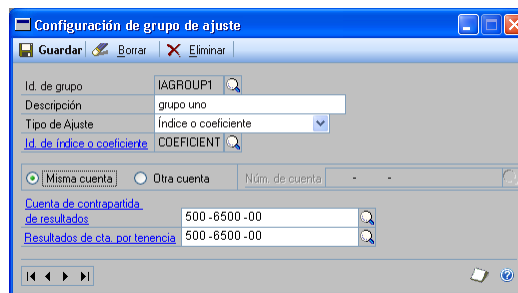 Configuración de grupo de ajuste
Guardar Borrar Eliminar
Id. de grupo IAGROUP1
Descripción grupo uno
Tipo de Ajuste Índice o coeficiente
Id. de índice o coeficiente COEFICIENT
Misma cuenta Otra cuenta Núm. de cuenta - -
Cuenta de contrapartida
de resultados 500 -6500 -00
Resultados de cta. por tenencia 500 -6500 -00